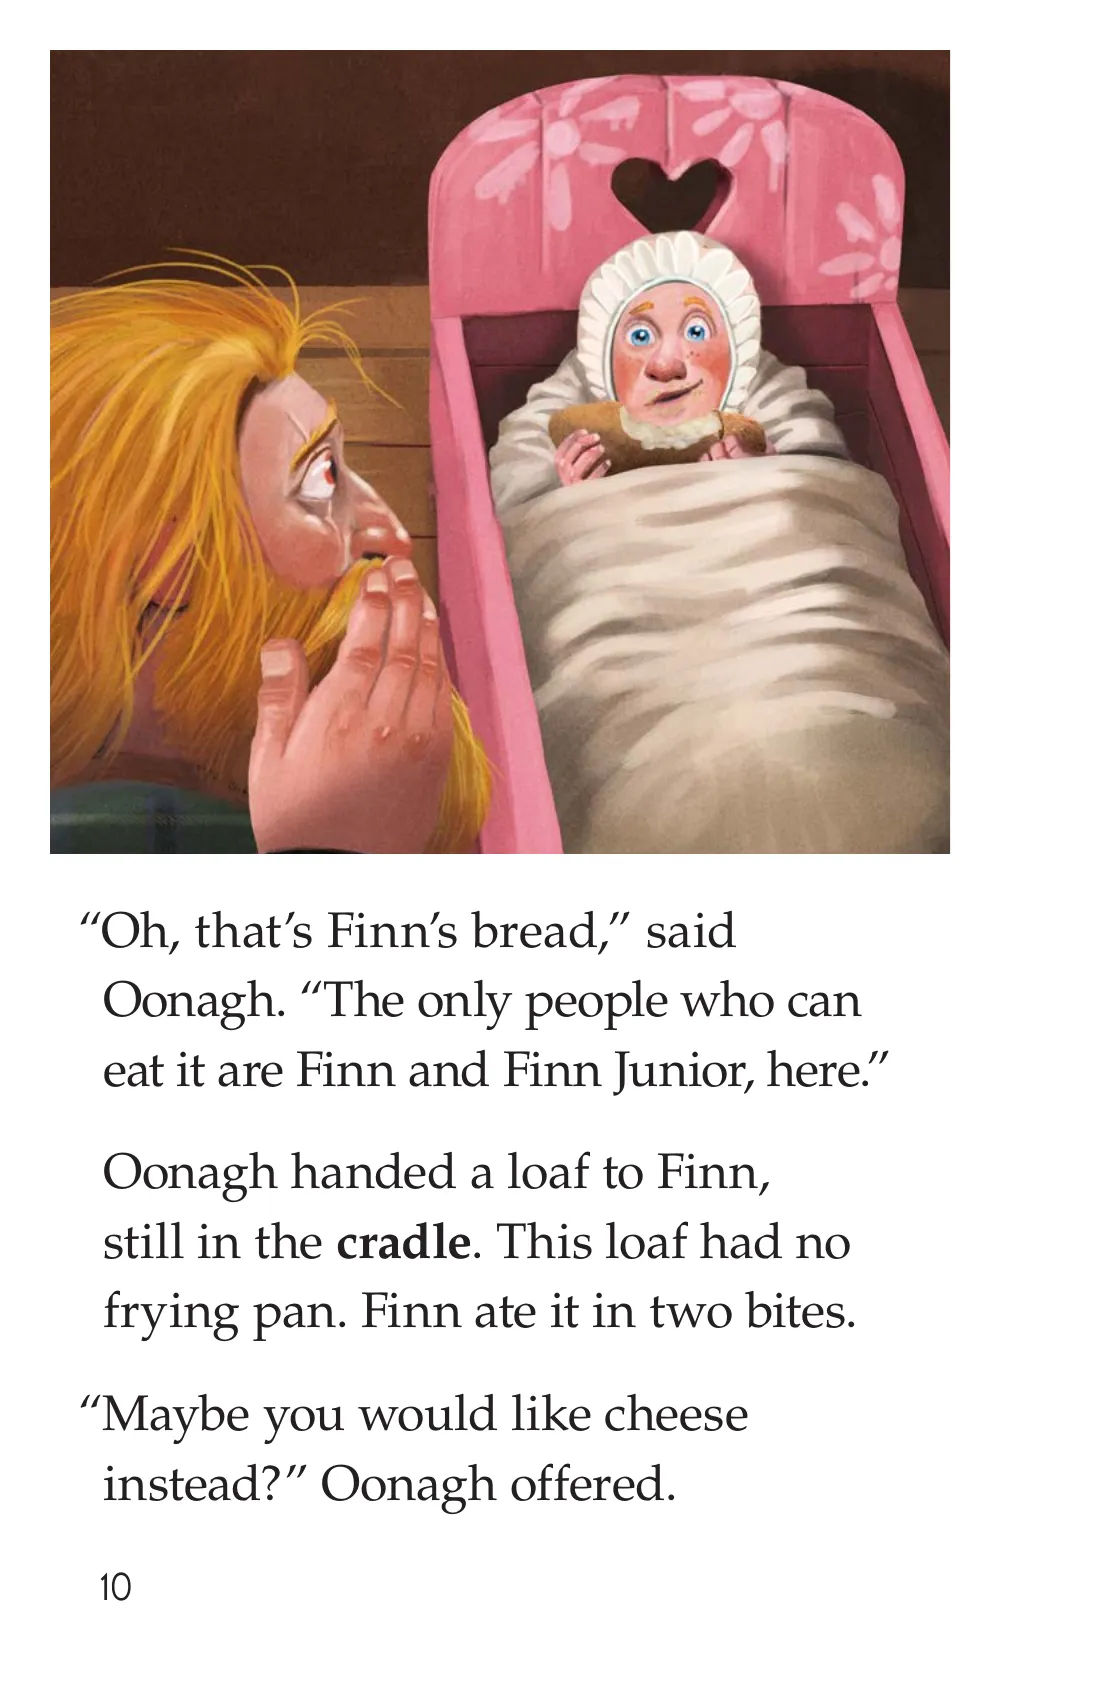 “Oh, that’s Finn’s bread,” said
Oonagh. “The only people who can
eat it are Finn and Finn Junior, here.”
Oonagh handed a loaf to Finn,
still in the cradle. This loaf had no
frying pan. Finn ate it in two bites.
“Maybe you would like cheese
instead?” Oonagh offered.
10